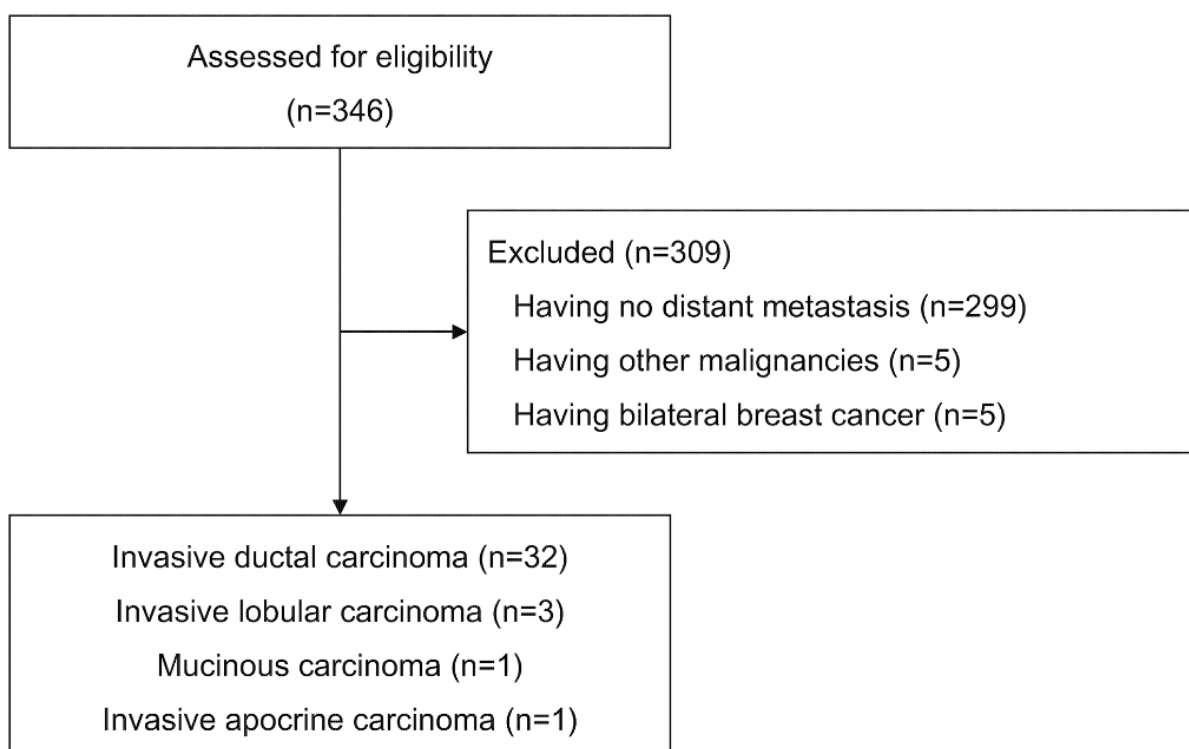 Assessed for eligibility
(n=346)
Excluded (n=309)
Having no distant metastasis (n=299)
Having other malignancies (n=5)
Having bilateral breast cancer (n=5)
Invasive ductal carcinoma (n=32)
Invasive lobular carcinoma (n=3)
Mucinous carcinoma (n=1)
Invasive apocrine carcinoma (n=1)